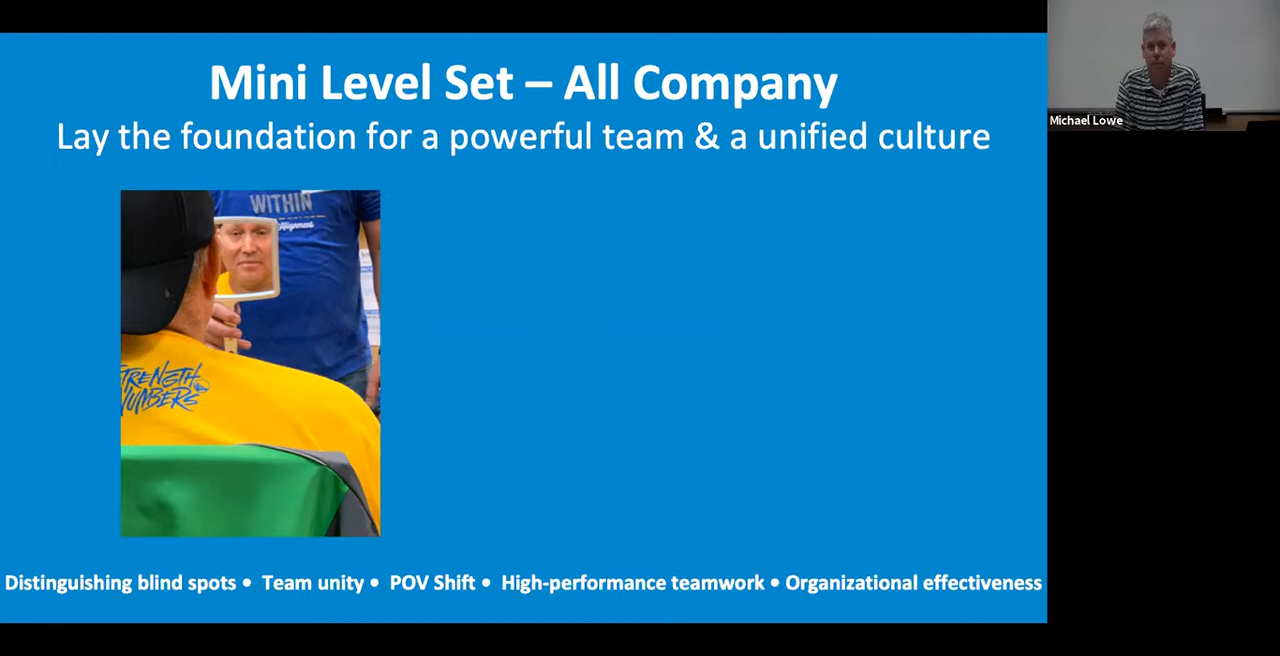 Mini Level Set – All Company
Lay the foundation for a powerful team & a unified culture
Michael Lowe
WITHIN
Alignment
STRENGTH
NUMBERS
Distinguishing blind spots • Team unity • POV Shift • High-performance teamwork • Organizational effectiveness